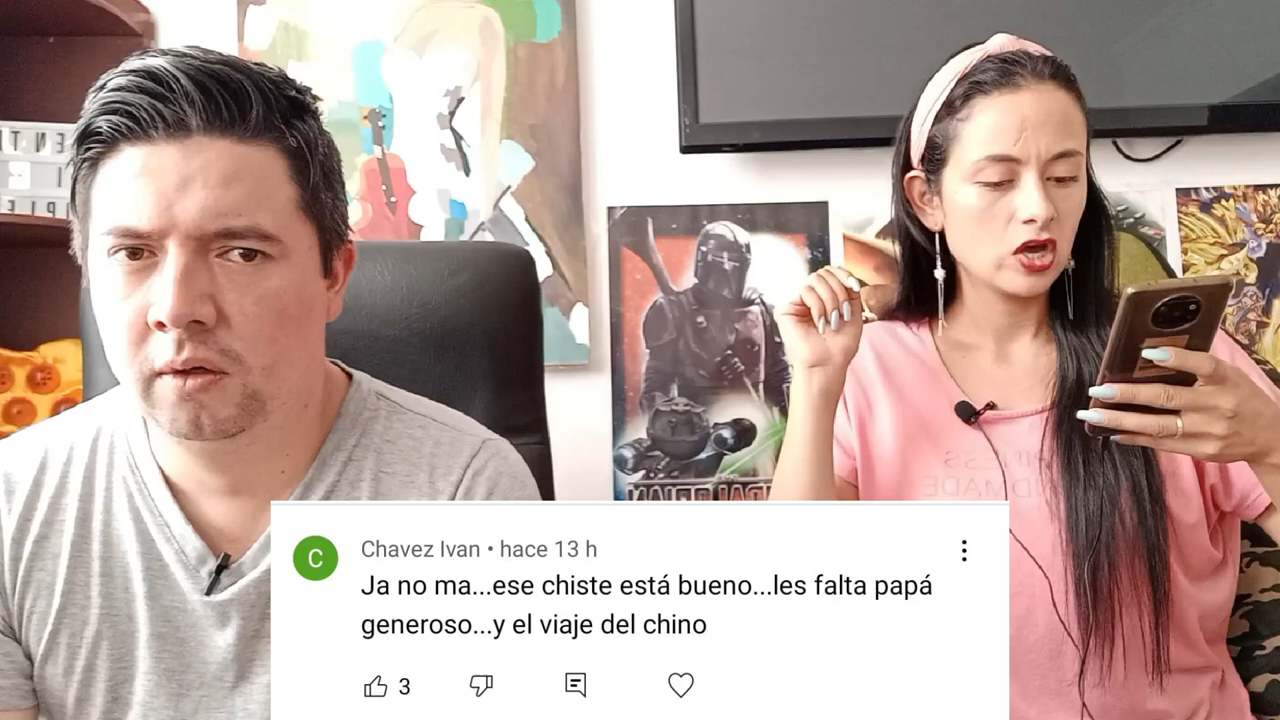 Chavez Ivan • hace 13 h
Ja no ma...ese chiste está bueno...les falta papá
generoso...y el viaje del chino
3